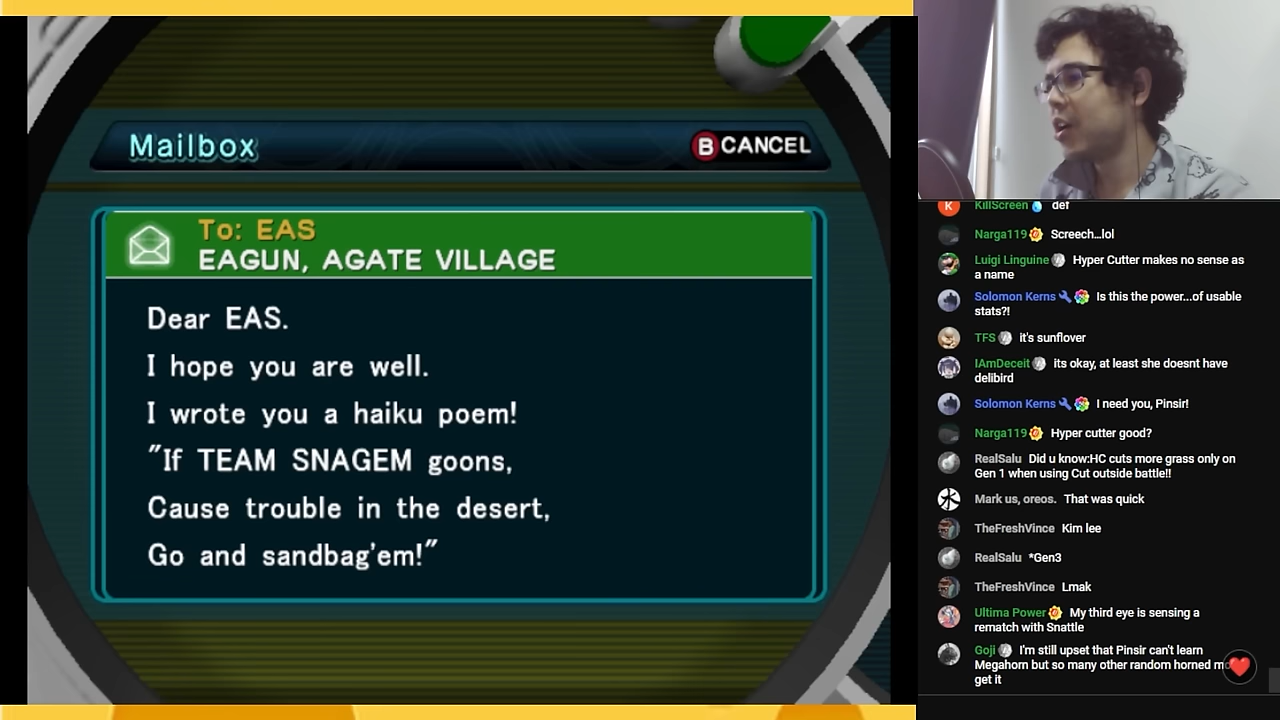 Mailbox
B CANCEL
To: EAS
EAGUN, AGATE VILLAGE
Dear EAS.
I hope you are well.
I wrote you a haiku poem!
"If TEAM SNAGEM goons,
Cause trouble in the desert,
Go and sandbag'em!"
K
KillScreen def
Narga119 Screech...lol
Luigi Linguine Hyper Cutter makes no sense as
a name
Solomon Kerns Is this the power...of usable
stats?!
TFS it's sunflover
IAmDeceit its okay, at least she doesnt have
delibird
Solomon Kerns I need you, Pinsir!
Narga119 Hyper cutter good?
RealSalu Did u know:HC cuts more grass only on
Gen 1 when using Cut outside battle!!
Mark us, oreos. That was quick
TheFreshVince Kim lee
RealSalu *Gen3
TheFreshVince Lmak
Ultima Power My third eye is sensing a
rematch with Snattle
Goji I'm still upset that Pinsir can't learn
Megahorn but so many other random horned
get it